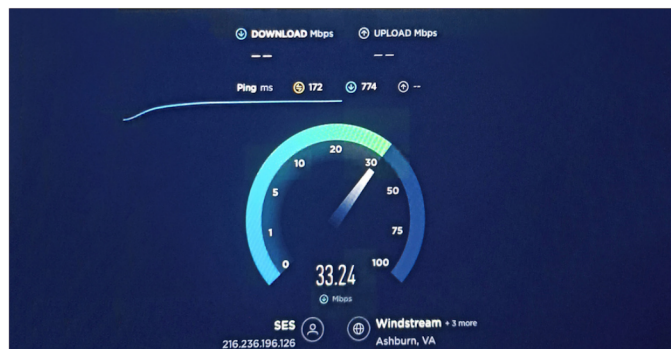 DOWNLOAD Mbps
UPLOAD Mbps
— —
— —
Ping ms 172 774 --
0
1
5
10
20
30
50
75
100
33.24
Mbps
SES
216.236.196.126
Windstream + 3 more
Ashburn, VA